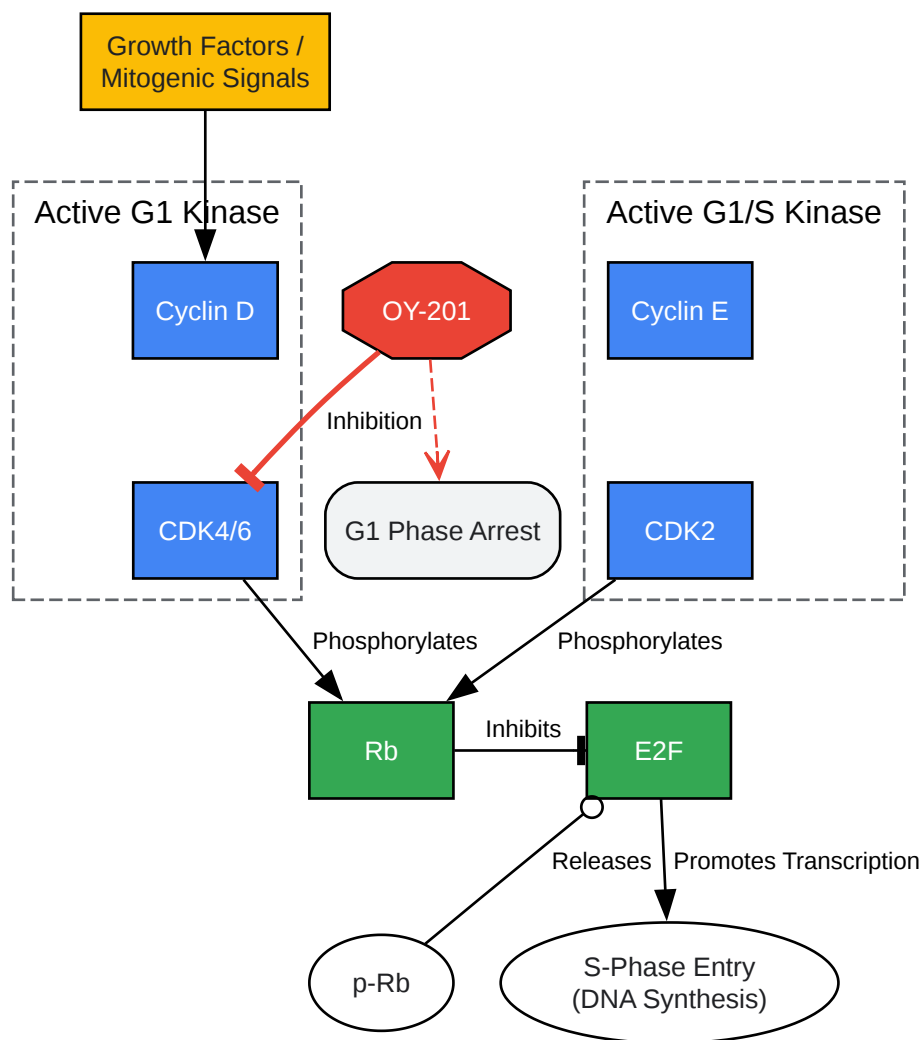 Growth Factors /
Mitogenic Signals
Active G1 Kinase
Active G1/S Kinase
Cyclin D
OY-201
Cyclin E
Inhibition
CDK4/6
G1 Phase Arrest
CDK2
Phosphorylates
Phosphorylates
Rb
Inhibits
E2F
Releases
Promotes Transcription
p-Rb
S-Phase Entry
(DNA Synthesis)